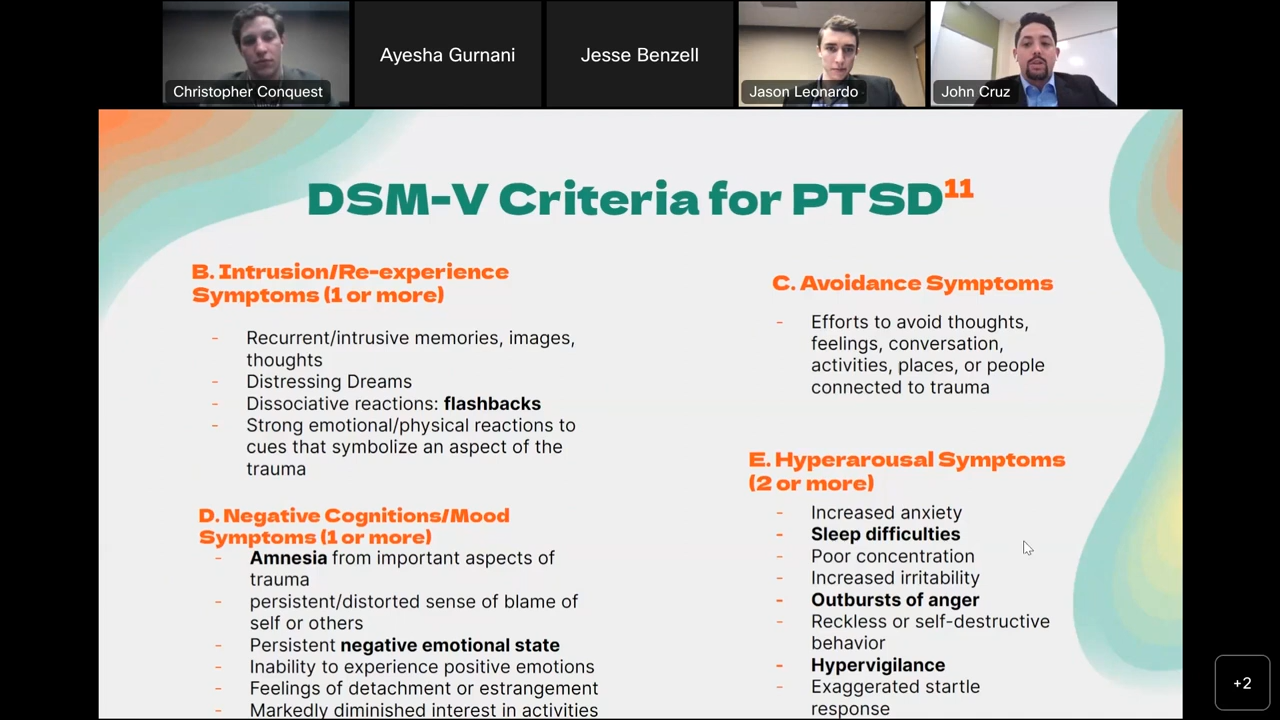 Christopher Conquest
Ayesha Gurnani
Jesse Benzell
Jason Leonardo
John Cruz
DSM-V Criteria for PTSD11
B. Intrusion/Re-experience
Symptoms (1 or more)
- Recurrent/intrusive memories, images,
thoughts
- Distressing Dreams
- Dissociative reactions: flashbacks
- Strong emotional/physical reactions to
cues that symbolize an aspect of the
trauma
D. Negative Cognitions/Mood
Symptoms (1 or more)
- Amnesia from important aspects of
trauma
- persistent/distorted sense of blame of
self or others
- Persistent negative emotional state
- Inability to experience positive emotions
- Feelings of detachment or estrangement
- Markedly diminished interest in activities
C. Avoidance Symptoms
- Efforts to avoid thoughts,
feelings, conversation,
activities, places, or people
connected to trauma
E. Hyperarousal Symptoms
(2 or more)
- Increased anxiety
- Sleep difficulties
- Poor concentration
- Increased irritability
- Outbursts of anger
- Reckless or self-destructive
behavior
- Hypervigilance
- Exaggerated startle
response
+2